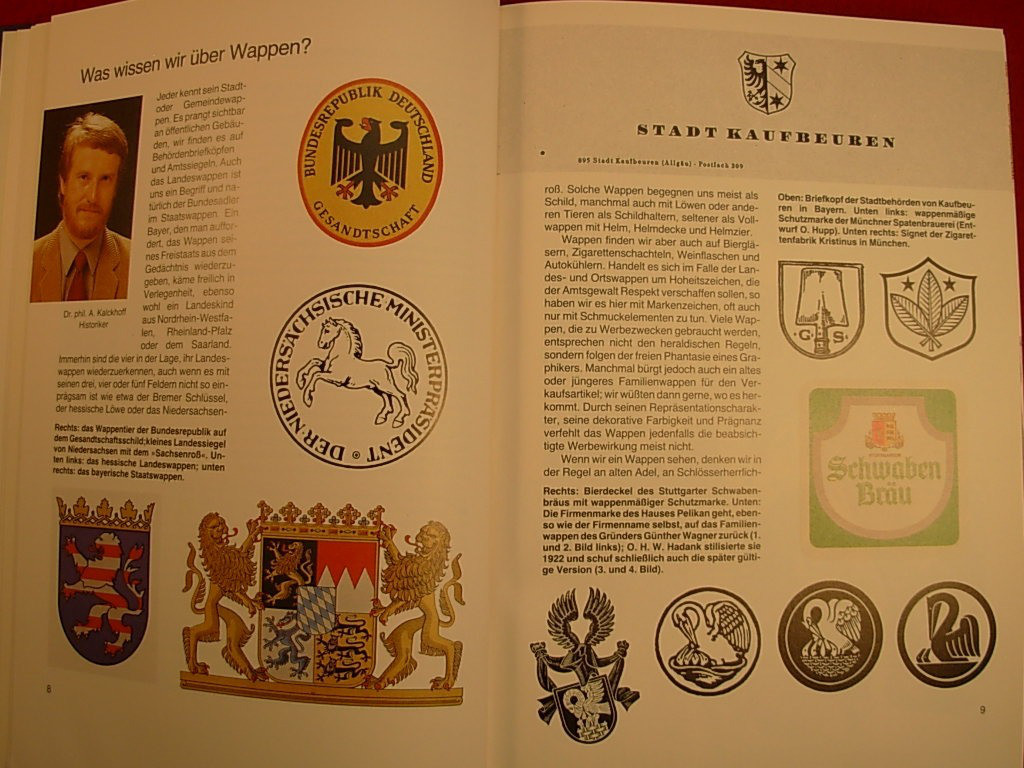 Was wissen wir über Wappen?
Jeder kennt sein Stadt-
oder Gemeindewap-
pen. Es prangt sichtbar
an öffentlichen Gebäu-
den, wir finden es auf
Behördenbriefköpfen
und Amtssiegeln. Auch
das Landeswappen ist
uns ein Begriff und na-
türlich der Bundesadler
im Staatswappen. Ein
Bayer, den man auffor-
dert, das Wappen sei-
nes Freistaats aus dem
Gedächtnis wiederzu-
geben, käme freilich in
Verlegenheit, ebenso
wohl ein Landeskind
aus Nordrhein-Westfa-
len, Rheinland-Pfalz
oder dem Saarland.
Immerhin sind die vier in der Lage, ihr Landes-
wappen wiederzuerkennen, auch wenn es mit
seinen drei, vier oder fünf Feldern nicht so ein-
prägsam ist wie etwa der Bremer Schlüssel,
der hessische Löwe oder das Niedersachsen-
Dr. phil. A. Kalckhoff
Historiker
Rechts: das Wappentier der Bundesrepublik auf
dem Gesandtschaftsschild; kleines Landessiegel
von Niedersachsen mit dem »Sachsenroß«. Un-
ten links: das hessische Landeswappen; unten
rechts: das bayerische Staatswappen.
BUNDESREPUBLIK DEUTSCHLAND
GESANDTSCHAFT
DER NIEDERSÄCHSISCHE MINISTERPRÄSIDENT
8
STADT KAUFBEUREN
895 Stadt Kaufbeuren (Allgäu) - Postfach 309
roß. Solche Wappen begegnen uns meist als
Schild, manchmal auch mit Löwen oder ande-
ren Tieren als Schildhaltern, seltener als Voll-
wappen mit Helm, Helmdecke und Helmzier.
Wappen finden wir aber auch auf Bierglä-
sern, Zigarettenschachteln, Weinflaschen und
Autokühlern. Handelt es sich im Falle der Lan-
des- und Ortswappen um Hoheitszeichen, die
der Amtsgewalt Respekt verschaffen sollen, so
haben wir es hier mit Markenzeichen, oft auch
nur mit Schmuckelementen zu tun. Viele Wap-
pen, die zu Werbezwecken gebraucht werden,
entsprechen nicht den heraldischen Regeln,
sondern folgen der freien Phantasie eines Gra-
phikers. Manchmal bürgt jedoch auch ein altes
oder jüngeres Familienwappen für den Ver-
kaufsartikel; wir wüßten dann gerne, wo es her-
kommt. Durch seinen Repräsentationscharak-
ter, seine dekorative Farbigkeit und Prägnanz
verfehlt das Wappen jedenfalls die beabsich-
tigte Werbewirkung meist nicht.
Wenn wir ein Wappen sehen, denken wir in
der Regel an alten Adel, an Schlösserherrlich-
Rechts: Bierdeckel des Stuttgarter Schwaben-
bräus mit wappenmäßiger Schutzmarke. Unten:
Die Firmenmarke des Hauses Pelikan geht, eben-
so wie der Firmenname selbst, auf das Familien-
wappen des Gründers Günther Wagner zurück (1.
und 2. Bild links); O. H. W. Hadank stilisierte sie
1922 und schuf schließlich auch die später gülti-
ge Version (3. und 4. Bild).
Oben: Briefkopf der Stadtbehörden von Kaufbeu-
ren in Bayern. Unten links: wappenmäßige
Schutzmarke der Münchner Spatenbrauerei (Ent-
wurf O. Hupp). Unten rechts: Signet der Zigaret-
tenfabrik Kristinus in München.
G S
Schwaben
Bräu
9